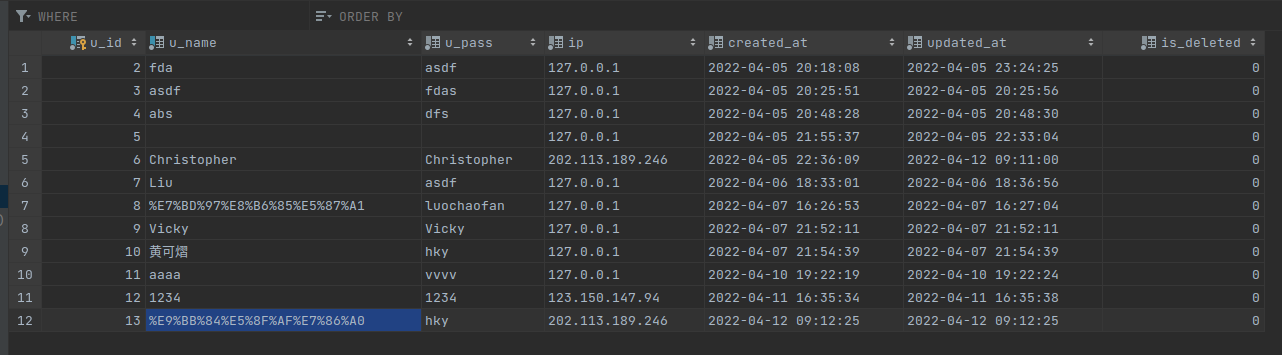 WHERE ORDER BY
u_id u_name u_pass ip created_at updated_at is_deleted
1 2 fda asdf 127.0.0.1 2022-04-05 20:18:08 2022-04-05 23:24:25 0
2 3 asdf fdas 127.0.0.1 2022-04-05 20:25:51 2022-04-05 20:25:56 0
3 4 abs dfs 127.0.0.1 2022-04-05 20:48:28 2022-04-05 20:48:30 0
4 5 127.0.0.1 2022-04-05 21:55:37 2022-04-05 22:33:04 0
5 6 Christopher Christopher 202.113.189.246 2022-04-05 22:36:09 2022-04-12 09:11:00 0
6 7 Liu asdf 127.0.0.1 2022-04-06 18:33:01 2022-04-06 18:36:56 0
7 8 %E7%BD%97%E8%B6%85%E5%87%A1 luochaofan 127.0.0.1 2022-04-07 16:26:53 2022-04-07 16:27:04 0
8 9 Vicky Vicky 127.0.0.1 2022-04-07 21:52:11 2022-04-07 21:52:11 0
9 10 黄可熠 hky 127.0.0.1 2022-04-07 21:54:39 2022-04-07 21:54:39 0
10 11 aaaa vvvv 127.0.0.1 2022-04-10 19:22:19 2022-04-10 19:22:24 0
11 12 1234 1234 123.150.147.94 2022-04-11 16:35:34 2022-04-11 16:35:38 0
12 13 %E9%BB%84%E5%8F%AF%E7%86%A0 hky 202.113.189.246 2022-04-12 09:12:25 2022-04-12 09:12:25 0